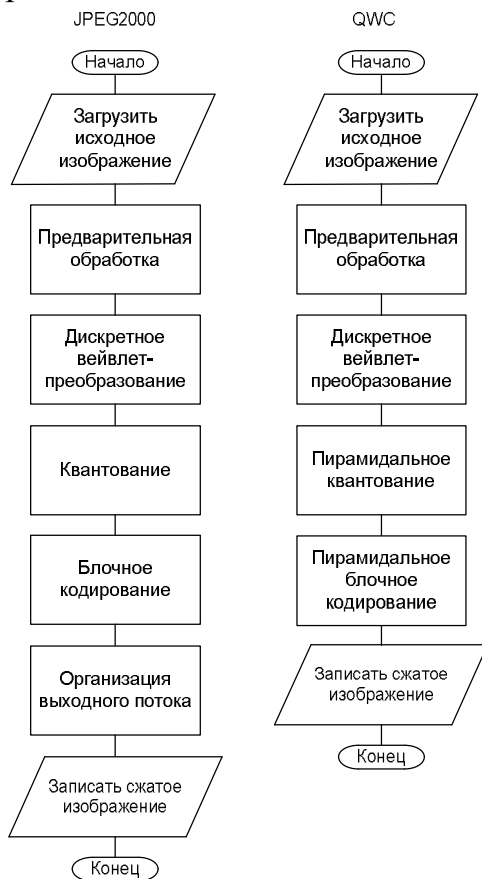 JPEG2000
Начало
Загрузить
исходное
изображение
Предварительная
обработка
Дискретное
вейвлет-
преобразование
Квантование
Блочное
кодирование
Организация
выходного потока
Записать сжатое
изображение
Конец
QWC
Начало
Загрузить
исходное
изображение
Предварительная
обработка
Дискретное
вейвлет-
преобразование
Пирамидальное
квантование
Пирамидальное
блочное
кодирование
Записать сжатое
изображение
Конец